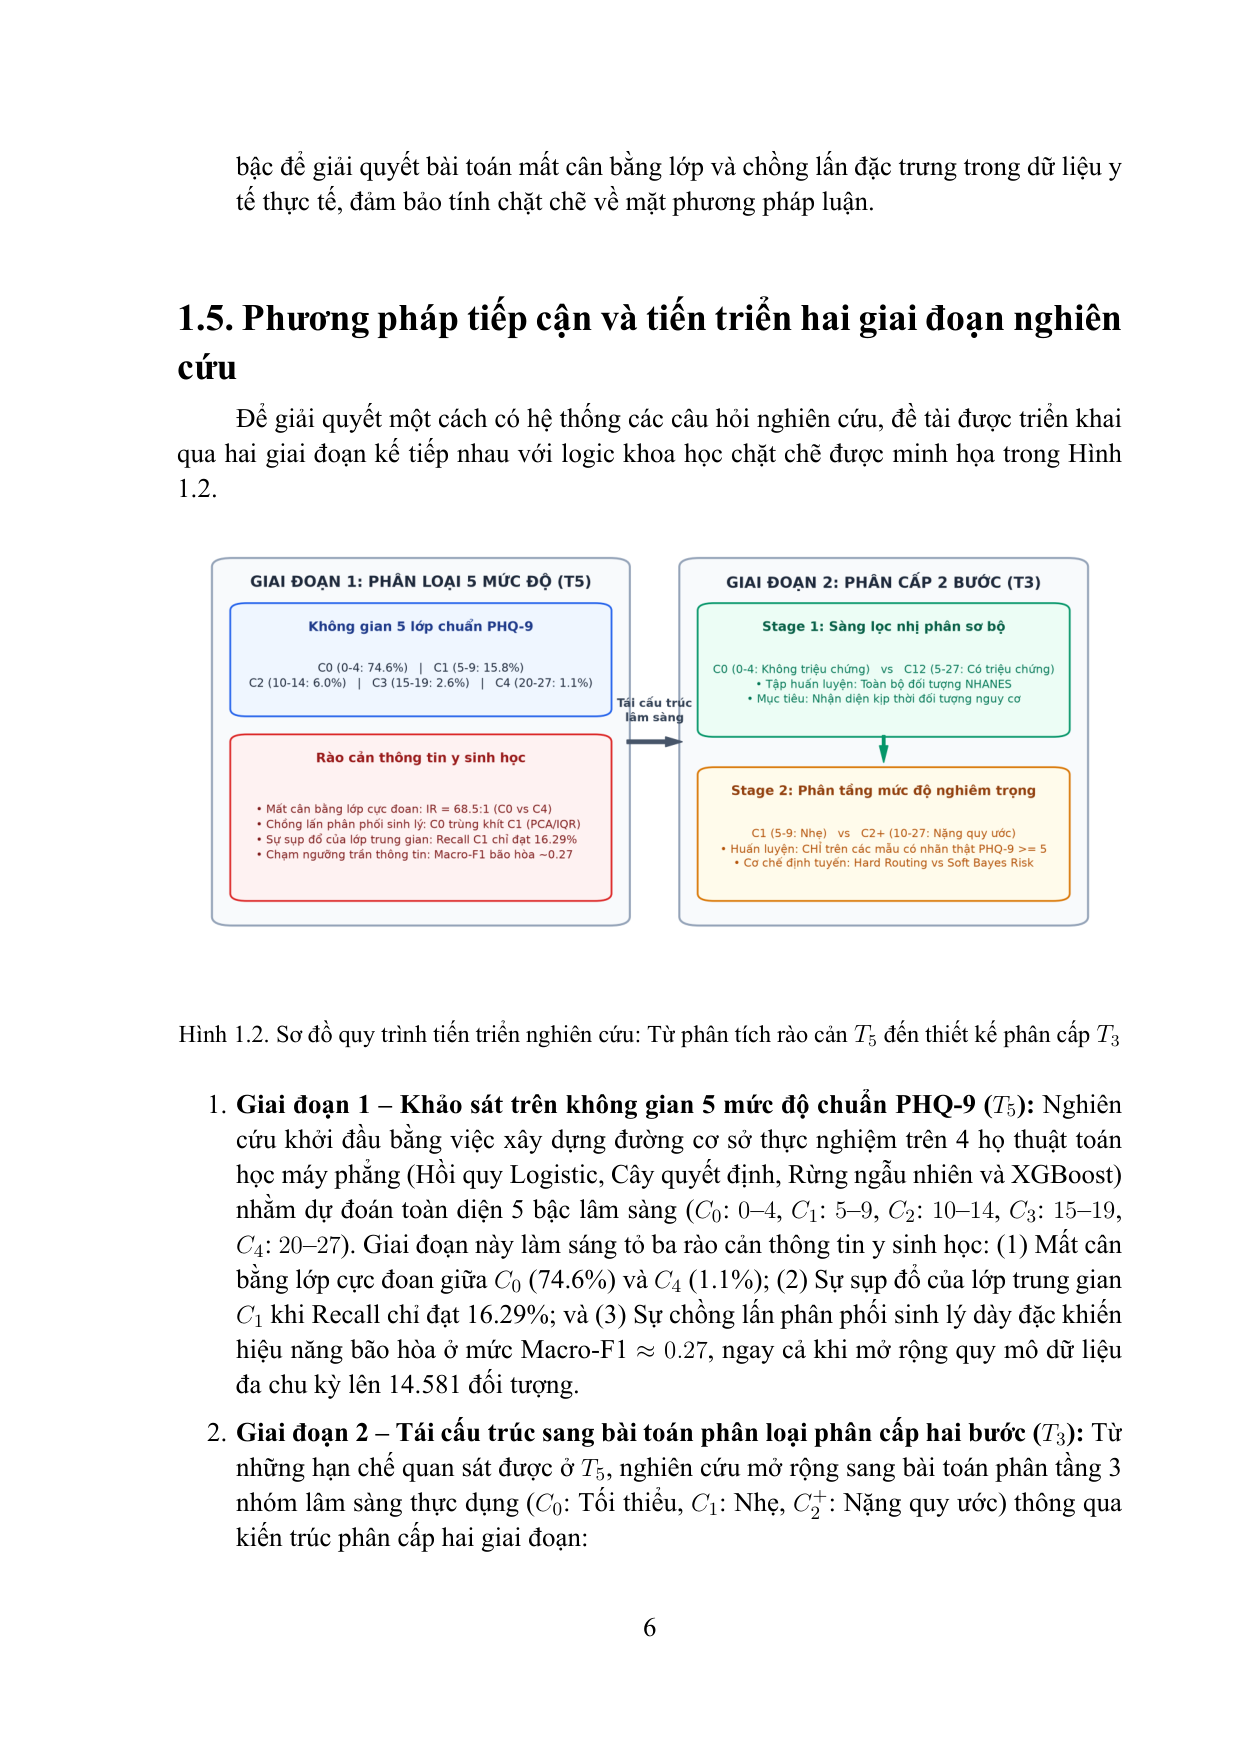 bậc để giải quyết bài toán mất cân bằng lớp và chồng lấn đặc trưng trong dữ liệu y
tế thực tế, đảm bảo tính chặt chẽ về mặt phương pháp luận.
1.5. Phương pháp tiếp cận và tiến triển hai giai đoạn nghiên
cứu
Để giải quyết một cách có hệ thống các câu hỏi nghiên cứu, đề tài được triển khai
qua hai giai đoạn kế tiếp nhau với logic khoa học chặt chẽ được minh họa trong Hình
1.2.
GIAI ĐOẠN 1: PHÂN LOẠI 5 MỨC ĐỘ (T5)
Không gian 5 lớp chuẩn PHQ-9
C0 (0-4: 74.6%) | C1 (5-9: 15.8%)
C2 (10-14: 6.0%) | C3 (15-19: 2.6%) | C4 (20-27: 1.1%)
Rào cản thông tin y sinh học
• Mất cân bằng lớp cực đoan: IR = 68.5:1 (C0 vs C4)
• Chồng lấn phân phối sinh lý: C0 trùng khít C1 (PCA/IQR)
• Sự sụp đổ của lớp trung gian: Recall C1 chỉ đạt 16.29%
• Chạm ngưỡng trần thông tin: Macro-F1 bão hòa ~0.27
Tái cấu trúc
lâm sàng
GIAI ĐOẠN 2: PHÂN CẤP 2 BƯỚC (T3)
Stage 1: Sàng lọc nhị phân sơ bộ
C0 (0-4: Không triệu chứng) vs C12 (5-27: Có triệu chứng)
• Tập huấn luyện: Toàn bộ đối tượng NHANES
• Mục tiêu: Nhận diện kịp thời đối tượng nguy cơ
Stage 2: Phân tầng mức độ nghiêm trọng
C1 (5-9: Nhẹ) vs C2+ (10-27: Nặng quy ước)
• Huấn luyện: CHỈ trên các mẫu có nhãn thật PHQ-9 >= 5
• Cơ chế định tuyến: Hard Routing vs Soft Bayes Risk
Hình 1.2. Sơ đồ quy trình tiến triển nghiên cứu: Từ phân tích rào cản T₅ đến thiết kế phân cấp T₃
1. Giai đoạn 1 – Khảo sát trên không gian 5 mức độ chuẩn PHQ-9 (T₅): Nghiên
cứu khởi đầu bằng việc xây dựng đường cơ sở thực nghiệm trên 4 họ thuật toán
học máy phẳng (Hồi quy Logistic, Cây quyết định, Rừng ngẫu nhiên và XGBoost)
nhằm dự đoán toàn diện 5 bậc lâm sàng (C₀: 0–4, C₁: 5–9, C₂: 10–14, C₃: 15–19,
C₄: 20–27). Giai đoạn này làm sáng tỏ ba rào cản thông tin y sinh học: (1) Mất cân
bằng lớp cực đoan giữa C₀ (74.6%) và C₄ (1.1%); (2) Sự sụp đổ của lớp trung gian
C₁ khi Recall chỉ đạt 16.29%; và (3) Sự chồng lấn phân phối sinh lý dày đặc khiến
hiệu năng bão hòa ở mức Macro-F1 ≈ 0.27, ngay cả khi mở rộng quy mô dữ liệu
đa chu kỳ lên 14.581 đối tượng.
2. Giai đoạn 2 – Tái cấu trúc sang bài toán phân loại phân cấp hai bước (T₃): Từ
những hạn chế quan sát được ở T₅, nghiên cứu mở rộng sang bài toán phân tầng 3
nhóm lâm sàng thực dụng (C₀: Tối thiểu, C₁: Nhẹ, C₂⁺: Nặng quy ước) thông qua
kiến trúc phân cấp hai giai đoạn:
6